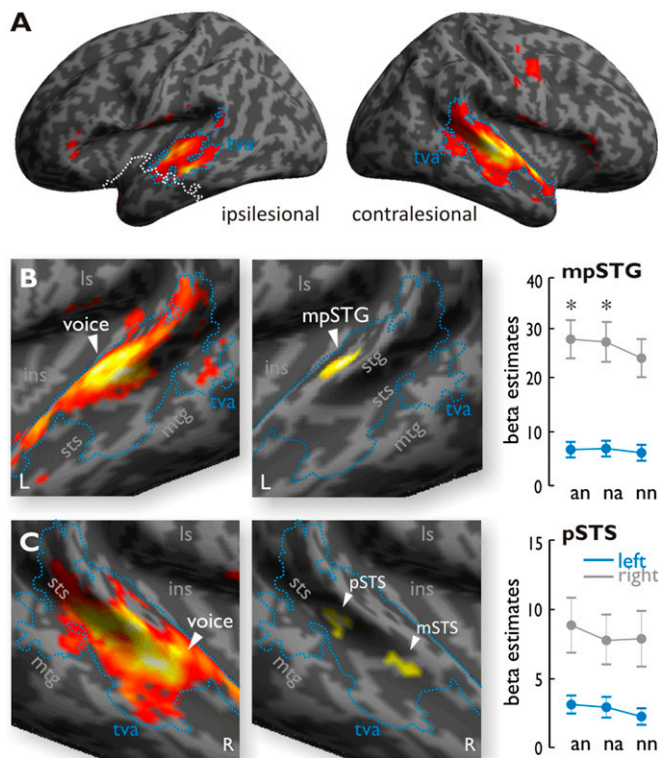 A
tva
tva
ipsilesional
contralesional
B
ls
voice
ins
sts
mtg
tva
L
mpSTG
stg
sts
mtg
tva
L
mpSTG
40
30
20
10
0
beta estimates
*
*
an
na
nn
C
ls
sts
ins
voice
mtg
tva
R
ls
sts
pSTS
ins
mSTS
mtg
tva
R
pSTS
15
10
5
0
beta estimates
left
right
an
na
nn